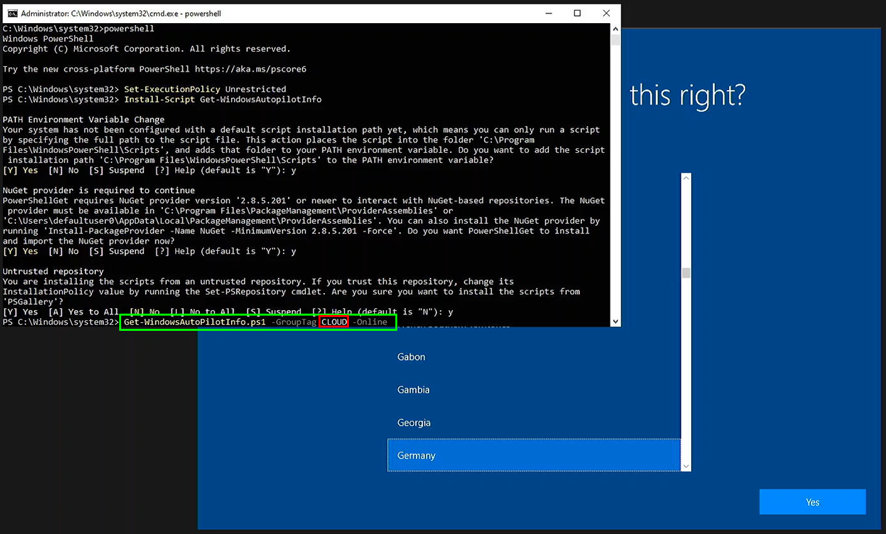 Administrator: C:\Windows\system32\cmd.exe - powershell
C:\Windows\system32>powershell
Windows PowerShell
Copyright (C) Microsoft Corporation. All rights reserved.
Try the new cross-platform PowerShell https://aka.ms/pscore6
PS C:\Windows\system32> Set-ExecutionPolicy Unrestricted
PS C:\Windows\system32> Install-Script Get-WindowsAutopilotInfo
PATH Environment Variable Change
Your system has not been configured with a default script installation path yet, which means you can only run a script
by specifying the full path to the script file. This action places the script into the folder 'C:\Program
Files\WindowsPowerShell\Scripts', and adds that folder to your PATH environment variable. Do you want to add the script
installation path 'C:\Program Files\WindowsPowerShell\Scripts' to the PATH environment variable?
[Y] Yes [N] No [S] Suspend [?] Help (default is "Y"): y
NuGet provider is required to continue
PowerShellGet requires NuGet provider version '2.8.5.201' or newer to interact with NuGet-based repositories. The NuGet
provider must be available in 'C:\Program Files\PackageManagement\ProviderAssemblies' or
'C:\Users\defaultuser0\AppData\Local\PackageManagement\ProviderAssemblies'. You can also install the NuGet provider by
running 'Install-PackageProvider -Name NuGet -MinimumVersion 2.8.5.201 -Force'. Do you want PowerShellGet to install
and import the NuGet provider now?
[Y] Yes [N] No [S] Suspend [?] Help (default is "Y"): y
Untrusted repository
You are installing the scripts from an untrusted repository. If you trust this repository, change its
InstallationPolicy value by running the Set-PSRepository cmdlet. Are you sure you want to install the scripts from
'PSGallery'?
[Y] Yes [A] Yes to All [N] No [L] No to All [S] Suspend [?] Help (default is "N"): y
PS C:\Windows\system32> Get-WindowsAutoPilotInfo.ps1 -GroupTag CLOUD -Online
this right?
Gabon
Gambia
Georgia
Germany
Yes